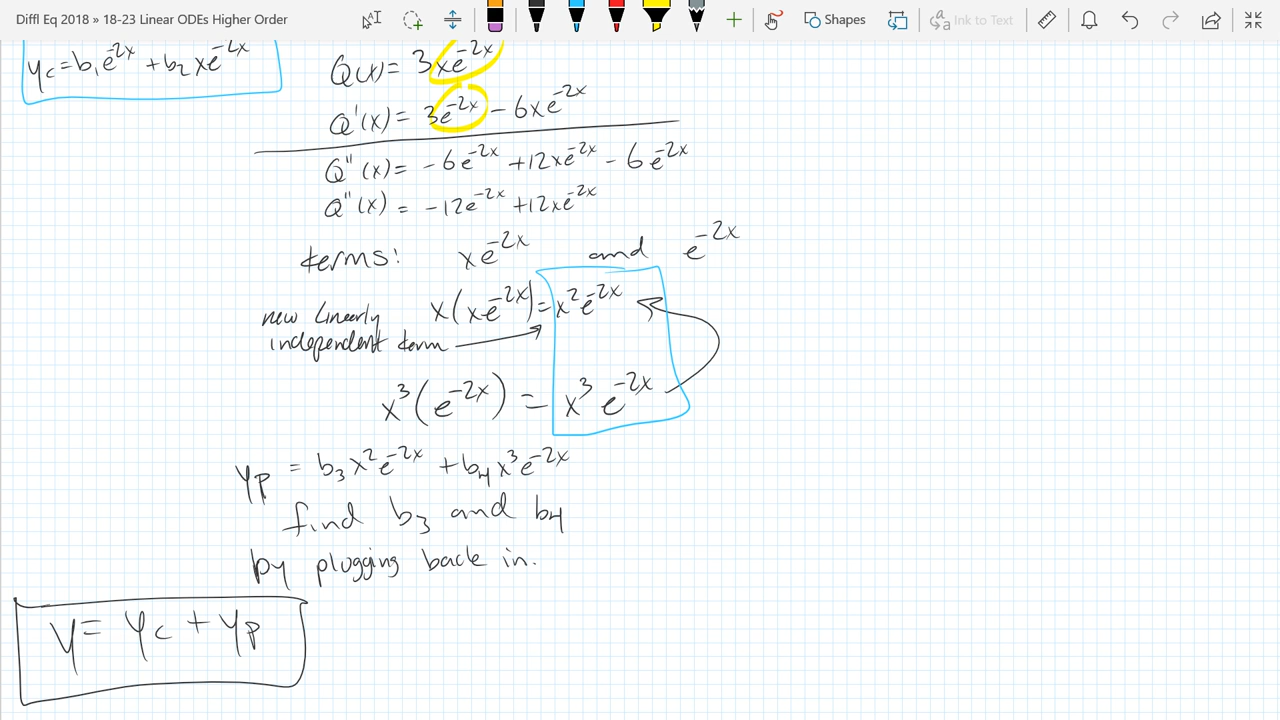 Diffl Eq 2018 » 18-23 Linear ODEs Higher Order
Shapes
Ink to Text
y_c = b_1 e^{-2x} + b_2 xe^{-2x}
Q(x) = 3xe^{-2x}
Q'(x) = 3e^{-2x} - 6xe^{-2x}
Q"(x) = -6e^{-2x} + 12xe^{-2x} - 6e^{-2x}
Q"(x) = -12e^{-2x} + 12xe^{-2x}
terms: xe^{-2x} and e^{-2x}
new linearly
independent term
x(xe^{-2x}) = x^2 e^{-2x}
x^3(e^{-2x}) = x^3 e^{-2x}
y_p = b_3 x^2 e^{-2x} + b_4 x^3 e^{-2x}
find b_3 and b_4
by plugging back in.
y = y_c + y_p